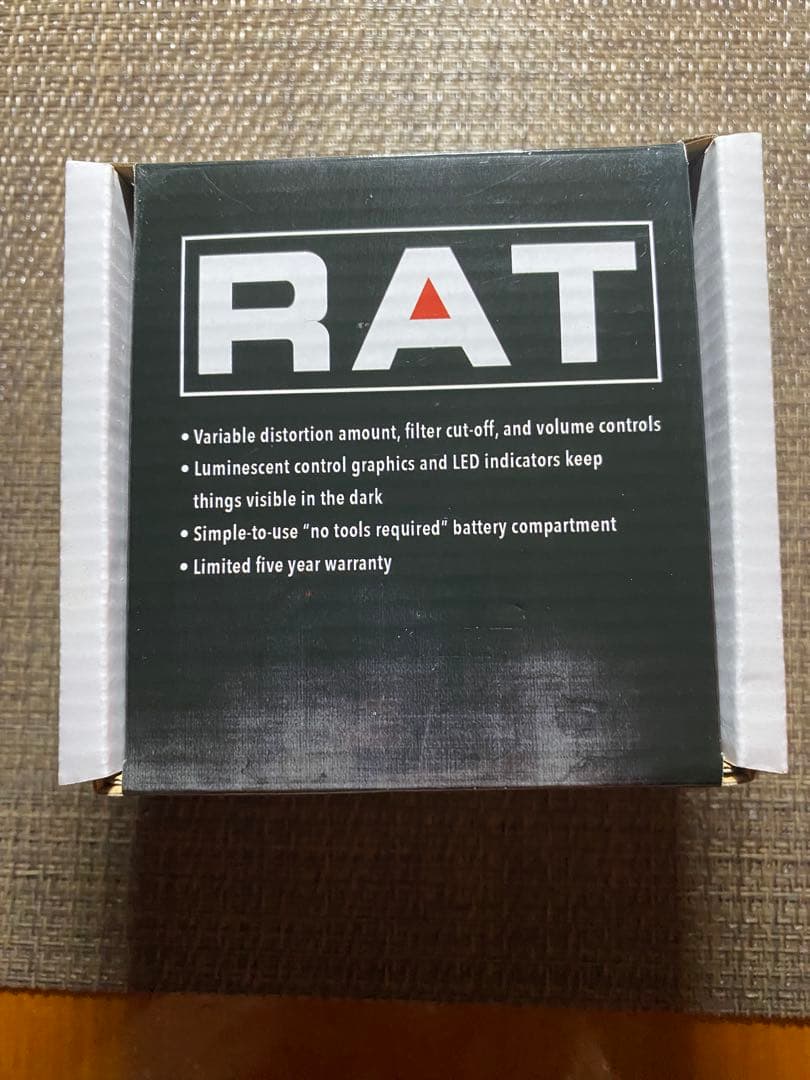 RAT
• Variable distortion amount, filter cut-off, and volume controls
• Luminescent control graphics and LED indicators keep
things visible in the dark
• Simple-to-use “no tools required” battery compartment
• Limited five year warranty